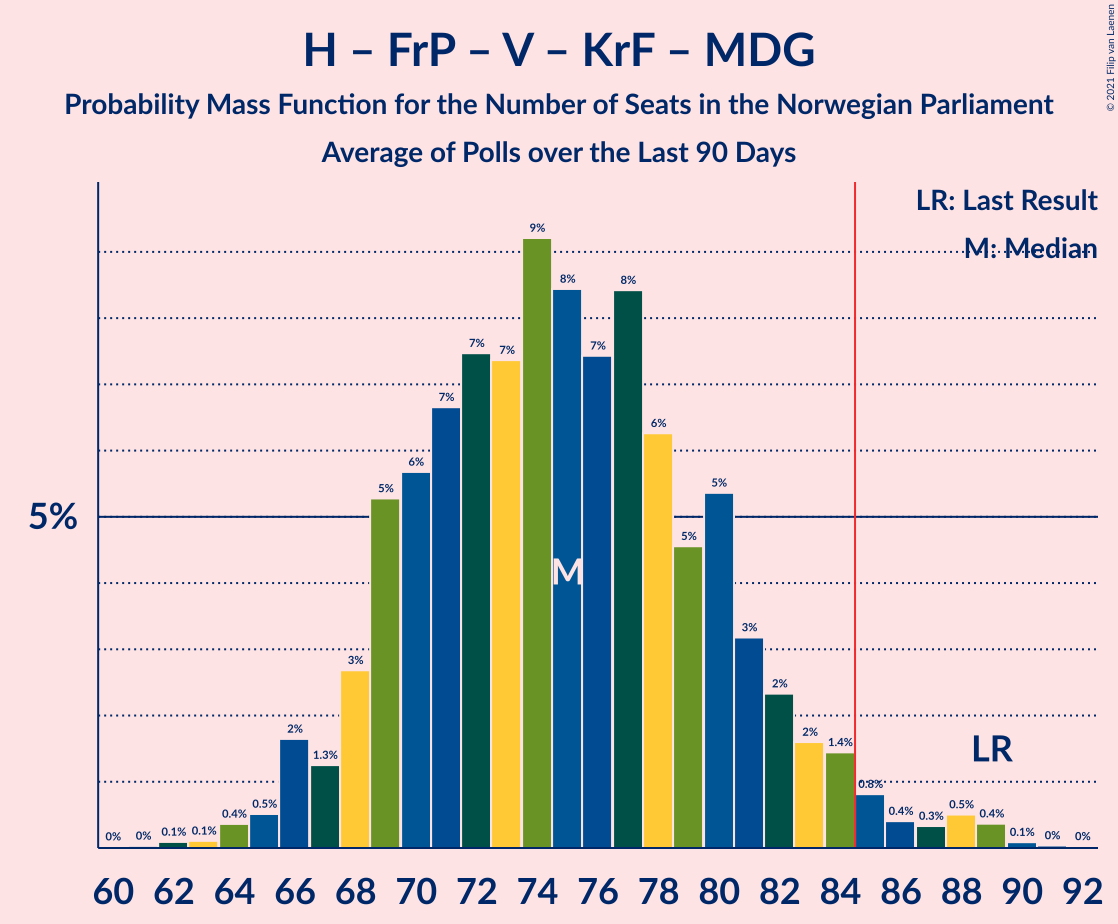 H – FrP – V – KrF – MDG
Probability Mass Function for the Number of Seats in the Norwegian Parliament
Average of Polls over the Last 90 Days
© 2021 Filip van Laenen
LR: Last Result
M: Median
5%
0% 0% 0.1% 0.1% 0.4% 0.5% 2% 1.3% 3% 5% 6% 7% 7% 7% 9% 8% 7% 8% 6% 5% 5% 3% 2% 2% 1.4% 0.8% 0.4% 0.3% 0.5% 0.4% 0.1% 0% 0%
M
LR
60 62 64 66 68 70 72 74 76 78 80 82 84 86 88 90 92